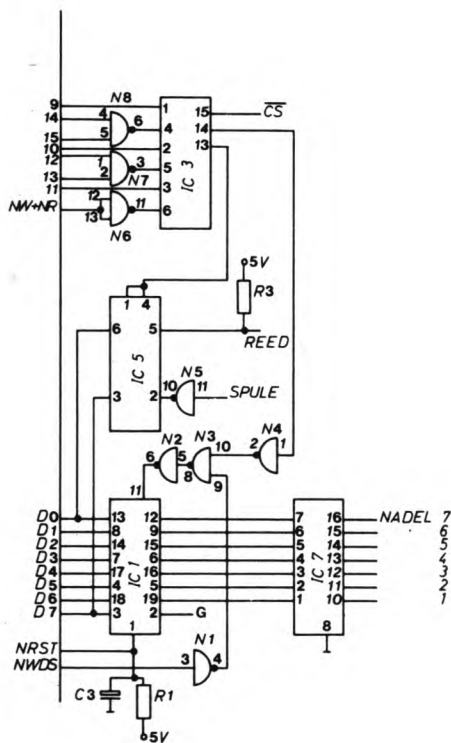 N8
9 1 15 CS
14 4 6 4 14
15 5 13
10 2
12 1 3 5
13 2 N7
11 3 IC 3
NW+NR 12 11 6
13
N6
5V
1 4
R3
6 5
REED
IC 5
N5
3 2 10 11 SPULE
N2 N3 N4
6 5 10 2 1
8 9
11
D0 13 12 7 16 NADEL 7
D1 8 9 6 15 6
D2 14 15 5 14 5
D3 7 6 4 13 4
D4 17 16 3 12 3
D5 4 5 2 11 2
D6 18 19 1 10 1
D7 3 2 G
IC 1 IC 7
1 8
NRST N1
NWDS 3 4
C3 R1
5V